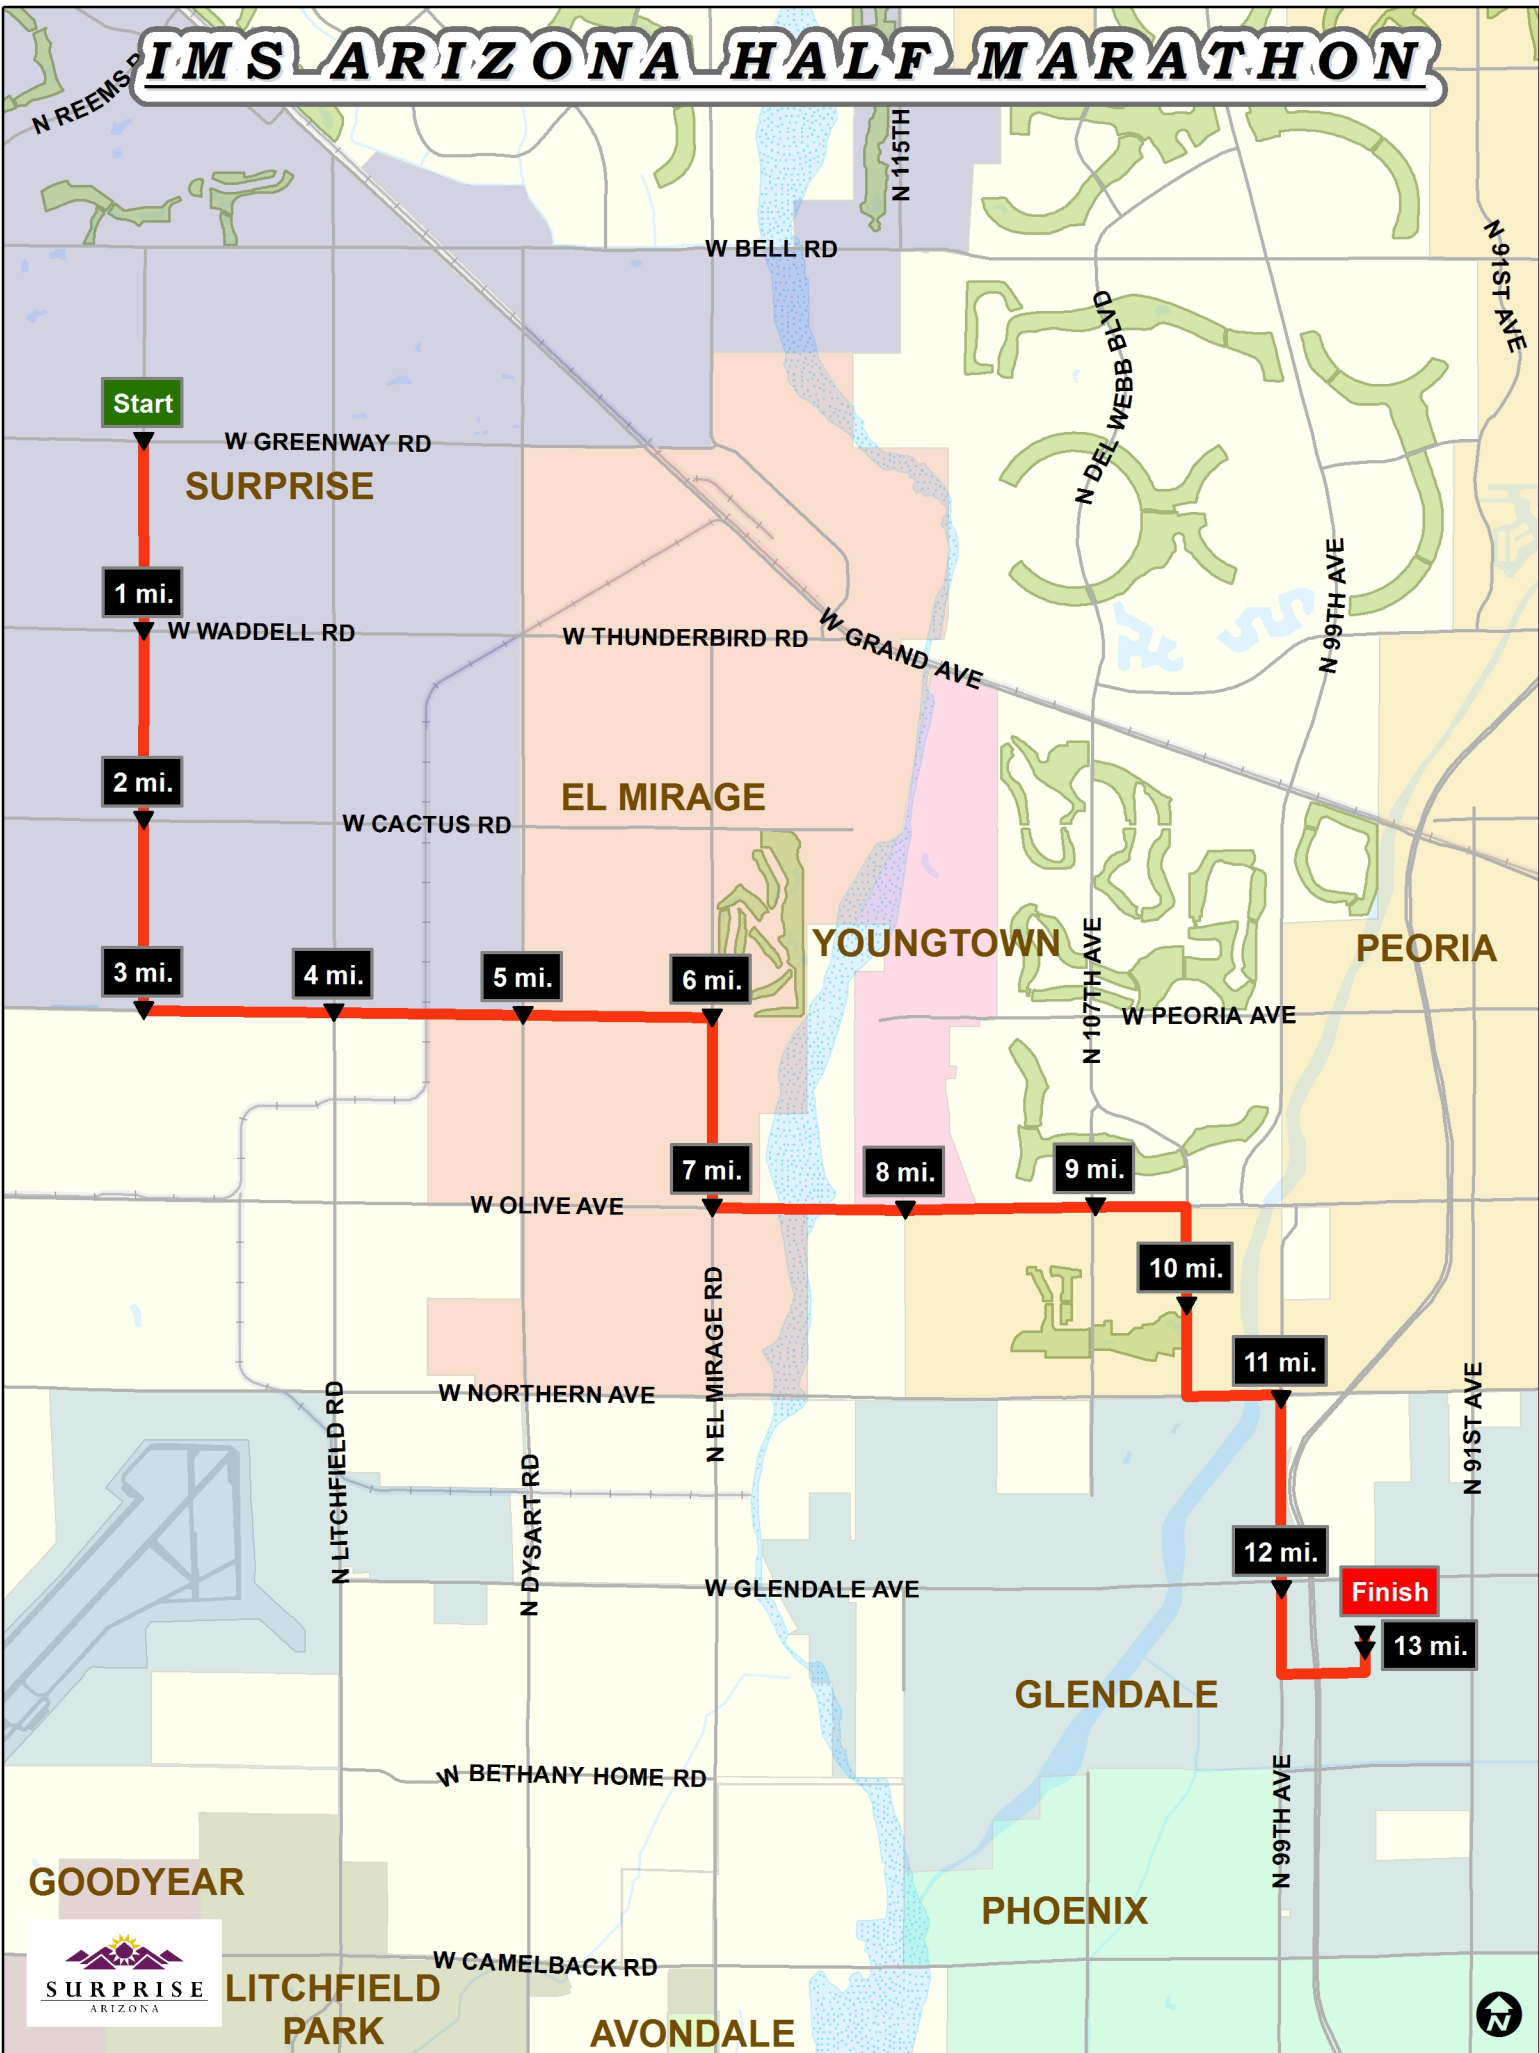 IMS ARIZONA HALF MARATHON
N REEMS
N 115TH
W BELL RD
N 91ST AVE
N DEL WEBB BLVD
Start
W GREENWAY RD
SURPRISE
1 mi.
W WADDELL RD
W THUNDERBIRD RD
W GRAND AVE
N 99TH AVE
2 mi.
EL MIRAGE
W CACTUS RD
YOUNGTOWN
PEORIA
3 mi.
4 mi.
5 mi.
6 mi.
N 107TH AVE
W PEORIA AVE
7 mi.
8 mi.
9 mi.
W OLIVE AVE
10 mi.
N EL MIRAGE RD
11 mi.
W NORTHERN AVE
N LITCHFIELD RD
N DYSART RD
N 91ST AVE
12 mi.
W GLENDALE AVE
Finish
13 mi.
GLENDALE
W BETHANY HOME RD
N 99TH AVE
GOODYEAR
PHOENIX
W CAMELBACK RD
SURPRISE
ARIZONA
LITCHFIELD
PARK
AVONDALE
N